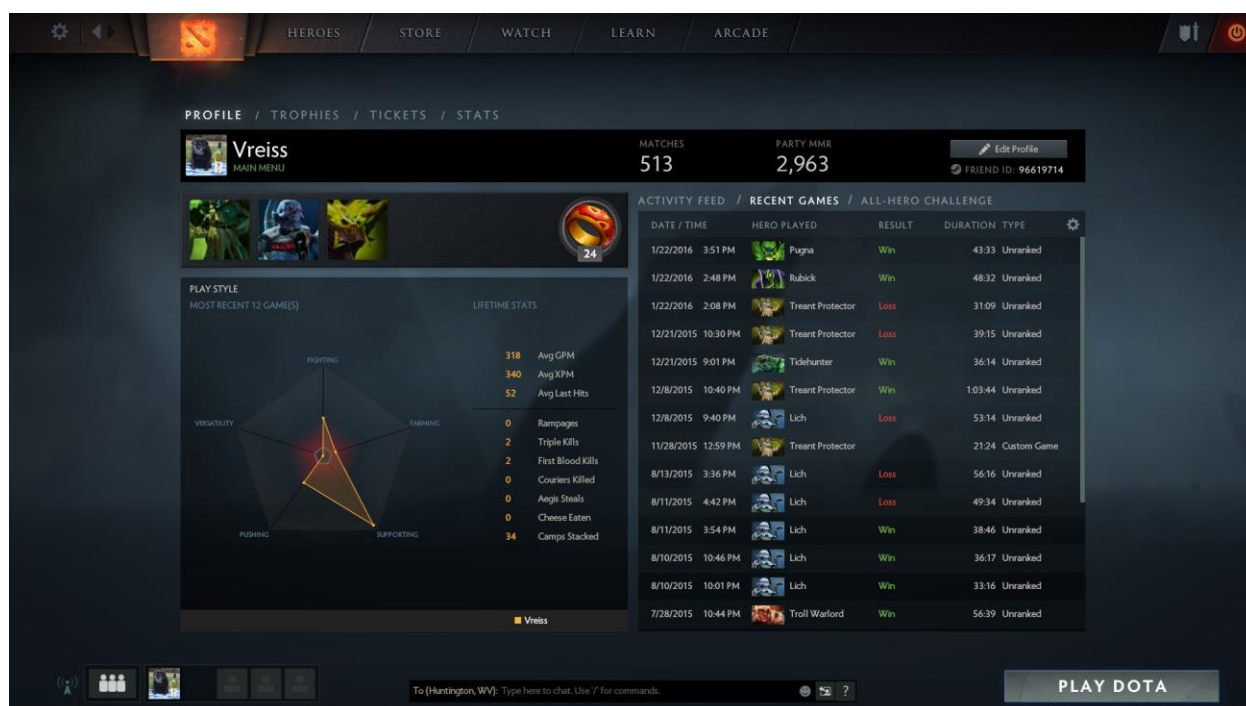 HEROES STORE WATCH LEARN ARCADE
PROFILE / TROPHIES / TICKETS / STATS
Vreiss
MAIN MENU
MATCHES
513
PARTY MMR
2,963
Edit Profile
FRIEND ID: 96619714
24
PLAY STYLE
MOST RECENT 12 GAME(S)
FIGHTING
FARMING
SUPPORTING
PUSHING
VERSATILITY
LIFETIME STATS
318 Avg GPM
340 Avg XPM
52 Avg Last Hits
0 Rampages
2 Triple Kills
2 First Blood Kills
0 Couriers Killed
0 Aegis Steals
0 Cheese Eaten
34 Camps Stacked
Vreiss
ACTIVITY FEED / RECENT GAMES / ALL-HERO CHALLENGE
DATE / TIME HERO PLAYED RESULT DURATION TYPE
1/22/2016 3:51 PM Pugna Win 43:33 Unranked
1/22/2016 2:48 PM Rubick Win 48:32 Unranked
1/22/2016 2:08 PM Treant Protector Loss 31:09 Unranked
12/21/2015 10:30 PM Treant Protector Loss 39:15 Unranked
12/21/2015 9:01 PM Tidehunter Win 36:14 Unranked
12/8/2015 10:40 PM Treant Protector Win 1:03:44 Unranked
12/8/2015 9:40 PM Lich Loss 53:14 Unranked
11/28/2015 12:59 PM Treant Protector 21:24 Custom Game
8/13/2015 3:36 PM Lich Loss 56:16 Unranked
8/11/2015 4:42 PM Lich Loss 49:34 Unranked
8/11/2015 3:54 PM Lich Win 38:46 Unranked
8/10/2015 10:46 PM Lich Win 36:17 Unranked
8/10/2015 10:01 PM Lich Win 33:16 Unranked
7/28/2015 10:44 PM Troll Warlord Win 56:39 Unranked
To (Huntington, WV): Type here to chat. Use '/' for commands.
?
PLAY DOTA